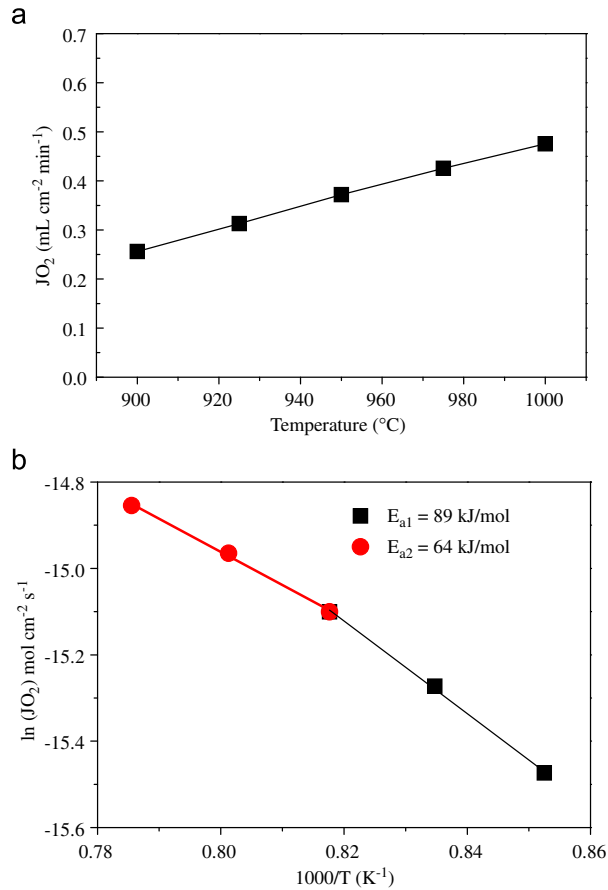 a
0.7
0.6
0.5
0.4
0.3
0.2
0.1
0.0
JO₂ (mL cm⁻² min⁻¹)
900 920 940 960 980 1000
Temperature (°C)
b
-14.8
-15.0
-15.2
-15.4
-15.6
ln (JO₂) mol cm⁻² s⁻¹
Eₐ₁ = 89 kJ/mol
Eₐ₂ = 64 kJ/mol
0.78 0.80 0.82 0.84 0.86
1000/T (K⁻¹)